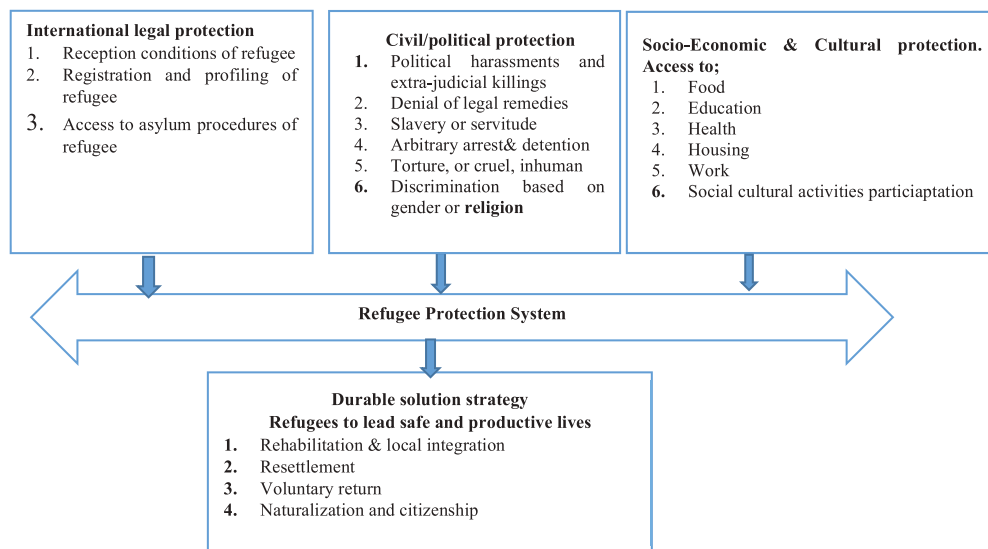 International legal protection
1. Reception conditions of refugee
2. Registration and profiling of
refugee
3. Access to asylum procedures of
refugee
Civil/political protection
1. Political harassments and
extra-judicial killings
2. Denial of legal remedies
3. Slavery or servitude
4. Arbitrary arrest& detention
5. Torture, or cruel, inhuman
6. Discrimination based on
gender or religion
Socio-Economic & Cultural protection.
Access to;
1. Food
2. Education
3. Health
4. Housing
5. Work
6. Social cultural activities particiaptation
Refugee Protection System
Durable solution strategy
Refugees to lead safe and productive lives
1. Rehabilitation & local integration
2. Resettlement
3. Voluntary return
4. Naturalization and citizenship